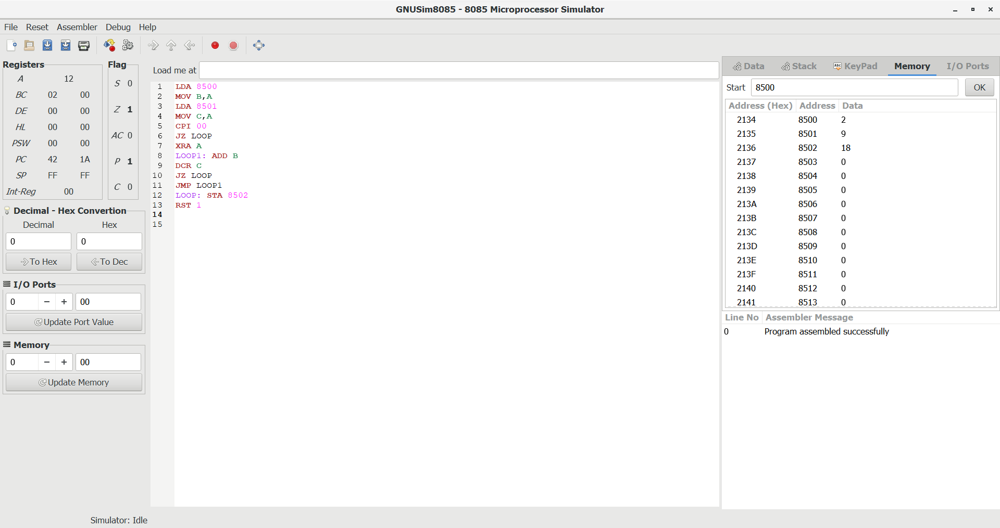 GNUSim8085 - 8085 Microprocessor Simulator
File Reset Assembler Debug Help
Registers
A 12
BC 02 00
DE 00 00
HL 00 00
PSW 00 00
PC 42 1A
SP FF FF
Int-Reg 00
Flag
S 0
Z 1
AC 0
P 1
C 0
Decimal - Hex Convertion
Decimal Hex
0 0
To Hex To Dec
I/O Ports
0 − + 00
Update Port Value
Memory
0 − + 00
Update Memory
Load me at
1 LDA 8500
2 MOV B,A
3 LDA 8501
4 MOV C,A
5 CPI 00
6 JZ LOOP
7 XRA A
8 LOOP1: ADD B
9 DCR C
10 JZ LOOP
11 JMP LOOP1
12 LOOP: STA 8502
13 RST 1
14
15
Data Stack Abc KeyPad Memory I/O Ports
Start 8500 OK
Address (Hex) Address Data
2134 8500 2
2135 8501 9
2136 8502 18
2137 8503 0
2138 8504 0
2139 8505 0
213A 8506 0
213B 8507 0
213C 8508 0
213D 8509 0
213E 8510 0
213F 8511 0
2140 8512 0
2141 8513 0
Line No Assembler Message
0 Program assembled successfully
Simulator: Idle